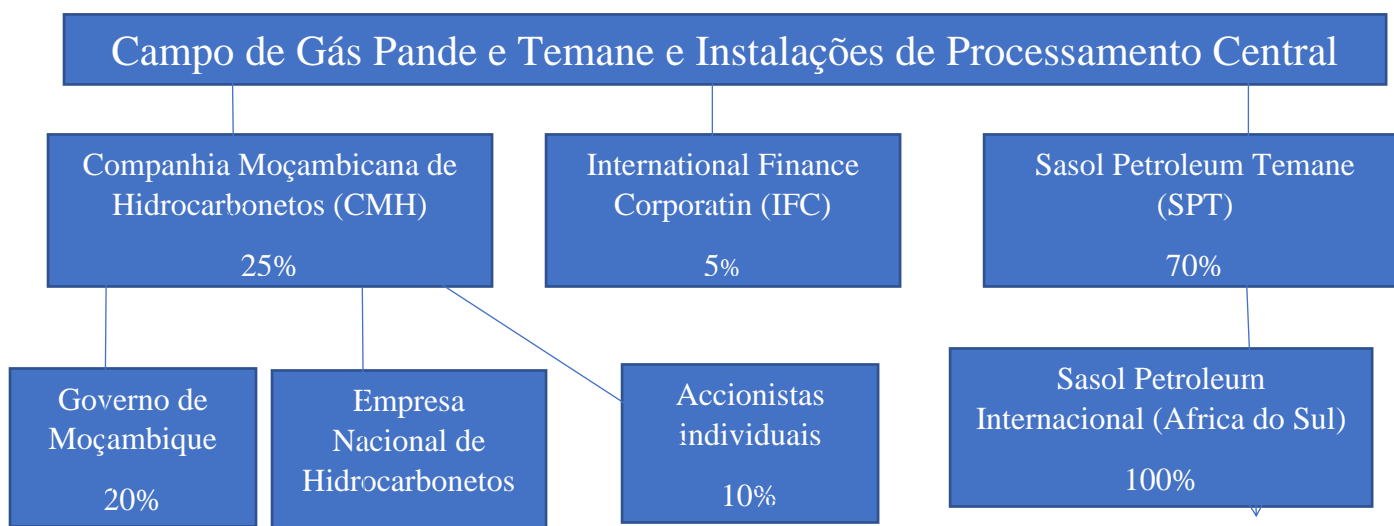 Campo de Gás Pande e Temane e Instalações de Processamento Central
Companhia Moçambicana de
Hidrocarbonetos (CMH)
25%
International Finance
Corporatin (IFC)
5%
Sasol Petroleum Temane
(SPT)
70%
Governo de
Moçambique
20%
Empresa
Nacional de
Hidrocarbonetos
Accionistas
individuais
10%
Sasol Petroleum
Internacional (Africa do Sul)
100%